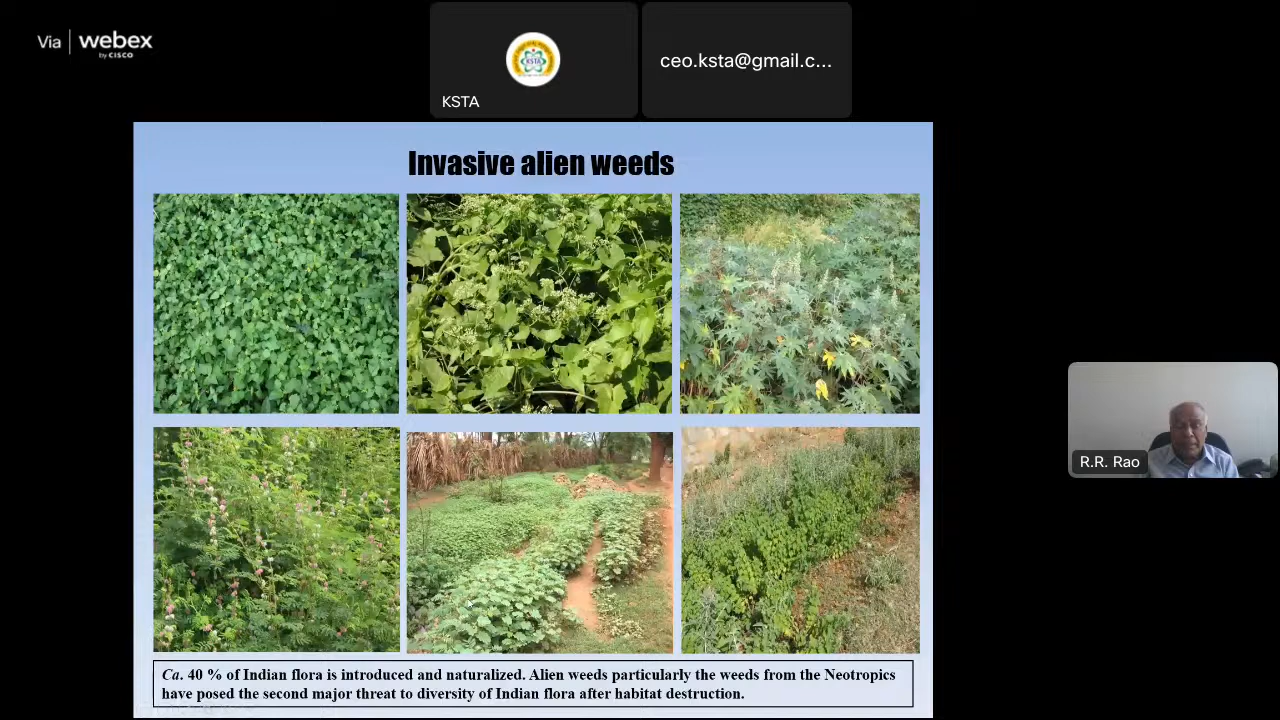 Via webex
by CISCO
KSTA
KSTA
ceo.ksta@gmail.c...
Invasive alien weeds
R.R. Rao
Ca. 40 % of Indian flora is introduced and naturalized. Alien weeds particularly the weeds from the Neotropics
have posed the second major threat to diversity of Indian flora after habitat destruction.